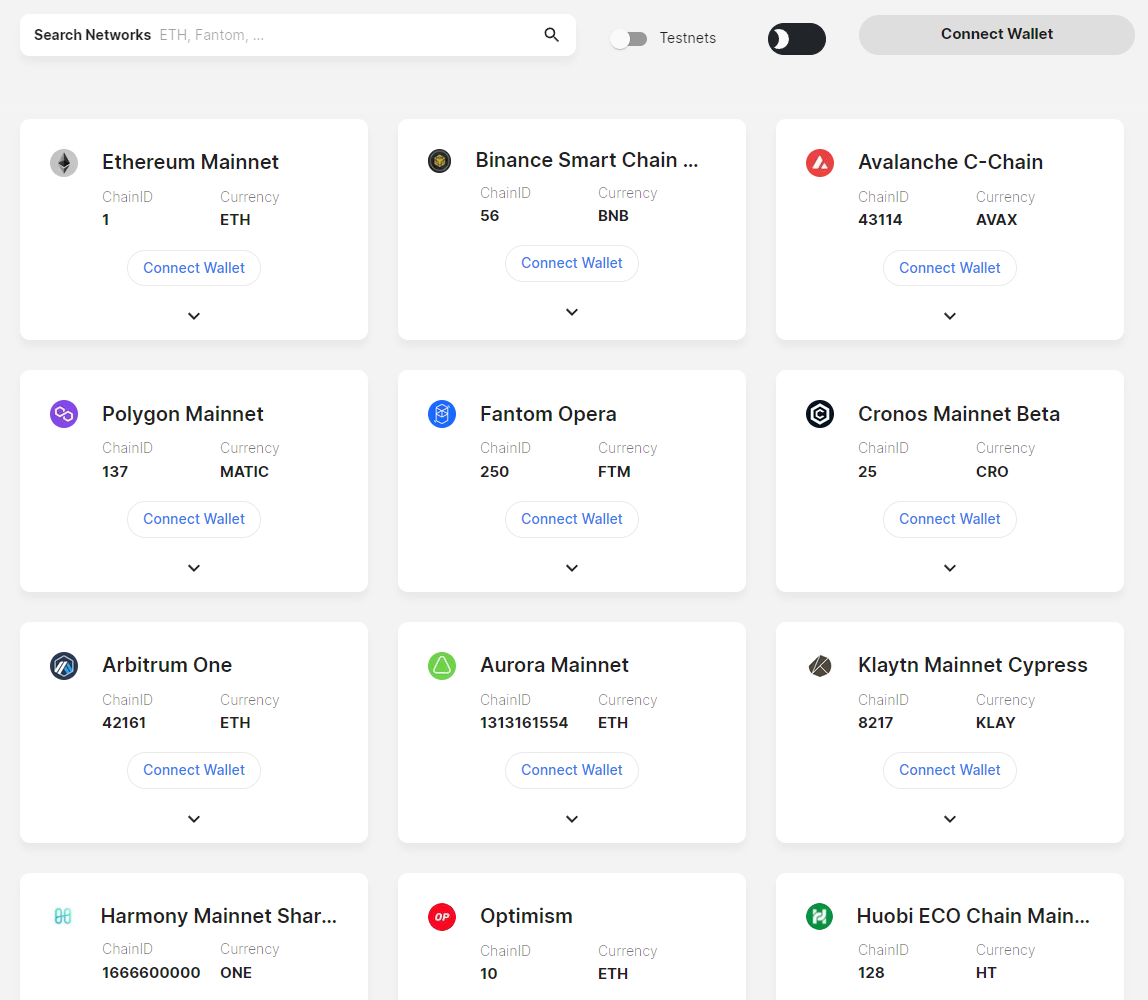 Search Networks ETH, Fantom, ...
Testnets
Connect Wallet
Ethereum Mainnet
ChainID Currency
1 ETH
Connect Wallet
Binance Smart Chain ...
ChainID Currency
56 BNB
Connect Wallet
Avalanche C-Chain
ChainID Currency
43114 AVAX
Connect Wallet
Polygon Mainnet
ChainID Currency
137 MATIC
Connect Wallet
Fantom Opera
ChainID Currency
250 FTM
Connect Wallet
Cronos Mainnet Beta
ChainID Currency
25 CRO
Connect Wallet
Arbitrum One
ChainID Currency
42161 ETH
Connect Wallet
Aurora Mainnet
ChainID Currency
1313161554 ETH
Connect Wallet
Klaytn Mainnet Cypress
ChainID Currency
8217 KLAY
Connect Wallet
Harmony Mainnet Shar...
ChainID Currency
1666600000 ONE
OP
Optimism
ChainID Currency
10 ETH
Huobi ECO Chain Main...
ChainID Currency
128 HT